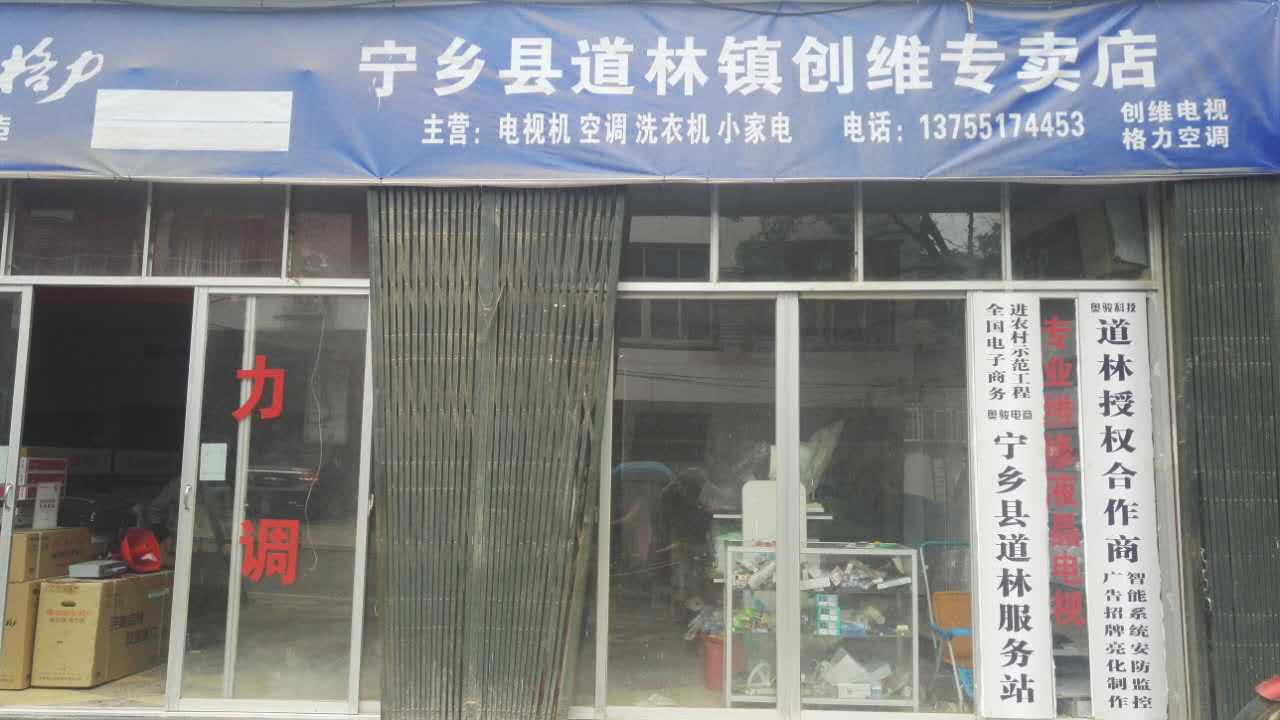 格力
造
宁乡县道林镇创维专卖店
主营：电视机 空调 洗衣机 小家电
电话：13755174453
创维电视
格力空调
力
调
全国电子商务
进农村示范工程
奥骏电商
宁乡县道林服务站
专业维修液晶电视
奥骏科技
道林授权合作商
智能系统安防监控
广告招牌亮化制作